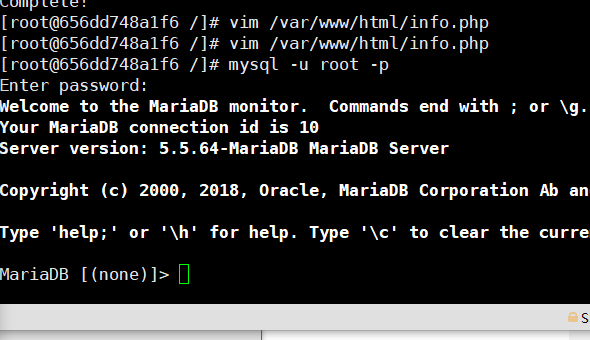 Complete!
[root@656dd748a1f6 /]# vim /var/www/html/info.php
[root@656dd748a1f6 /]# vim /var/www/html/info.php
[root@656dd748a1f6 /]# mysql -u root -p
Enter password:
Welcome to the MariaDB monitor.  Commands end with ; or \g.
Your MariaDB connection id is 10
Server version: 5.5.64-MariaDB MariaDB Server
Copyright (c) 2000, 2018, Oracle, MariaDB Corporation Ab an
Type 'help;' or '\h' for help. Type '\c' to clear the curre
MariaDB [(none)]>
S